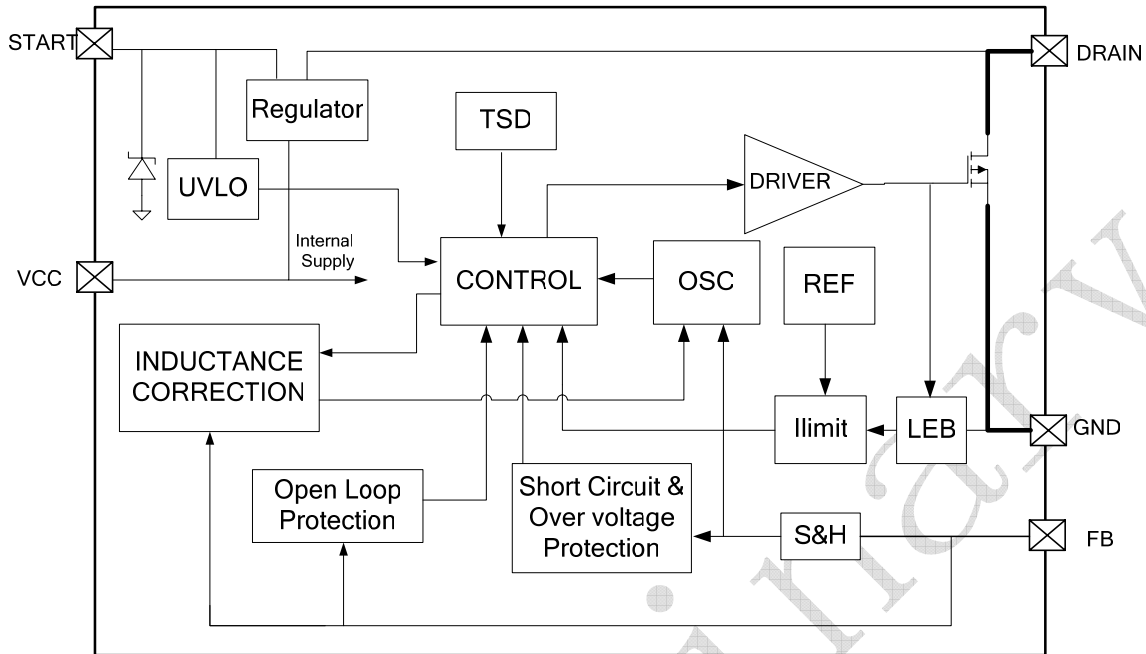 START
DRAIN
Regulator
TSD
DRIVER
UVLO
Internal
Supply
VCC
CONTROL
OSC
REF
INDUCTANCE
CORRECTION
Ilimit
LEB
GND
Open Loop
Protection
Short Circuit &
Over voltage
Protection
S&H
FB
inary